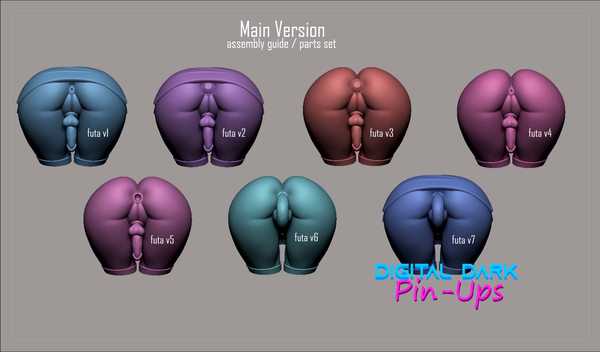 Main Version
assembly guide / parts set
futa v1
futa v2
futa v3
futa v4
futa v5
futa v6
futa v7
DIGITAL DARK
Pin-Ups